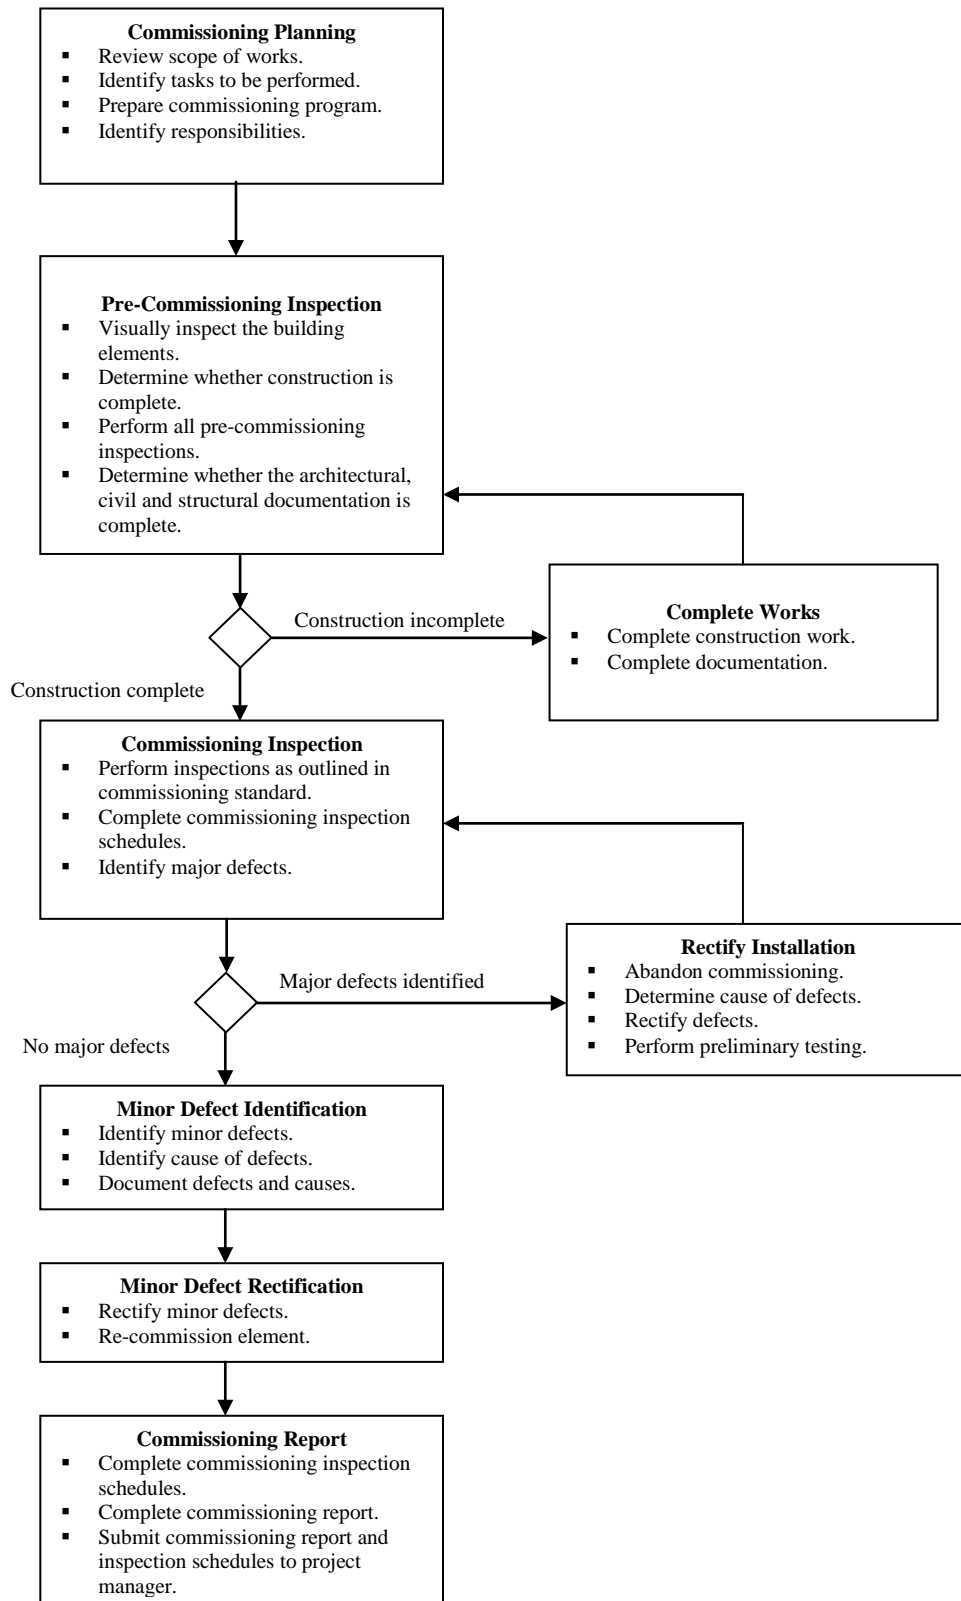 Commissioning Planning
▪ Review scope of works.
▪ Identify tasks to be performed.
▪ Prepare commissioning program.
▪ Identify responsibilities.
Pre-Commissioning Inspection
▪ Visually inspect the building
elements.
▪ Determine whether construction is
complete.
▪ Perform all pre-commissioning
inspections.
▪ Determine whether the architectural,
civil and structural documentation is
complete.
Construction incomplete
Complete Works
▪ Complete construction work.
▪ Complete documentation.
Construction complete
Commissioning Inspection
▪ Perform inspections as outlined in
commissioning standard.
▪ Complete commissioning inspection
schedules.
▪ Identify major defects.
Major defects identified
Rectify Installation
▪ Abandon commissioning.
▪ Determine cause of defects.
▪ Rectify defects.
▪ Perform preliminary testing.
No major defects
Minor Defect Identification
▪ Identify minor defects.
▪ Identify cause of defects.
▪ Document defects and causes.
Minor Defect Rectification
▪ Rectify minor defects.
▪ Re-commission element.
Commissioning Report
▪ Complete commissioning inspection
schedules.
▪ Complete commissioning report.
▪ Submit commissioning report and
inspection schedules to project
manager.